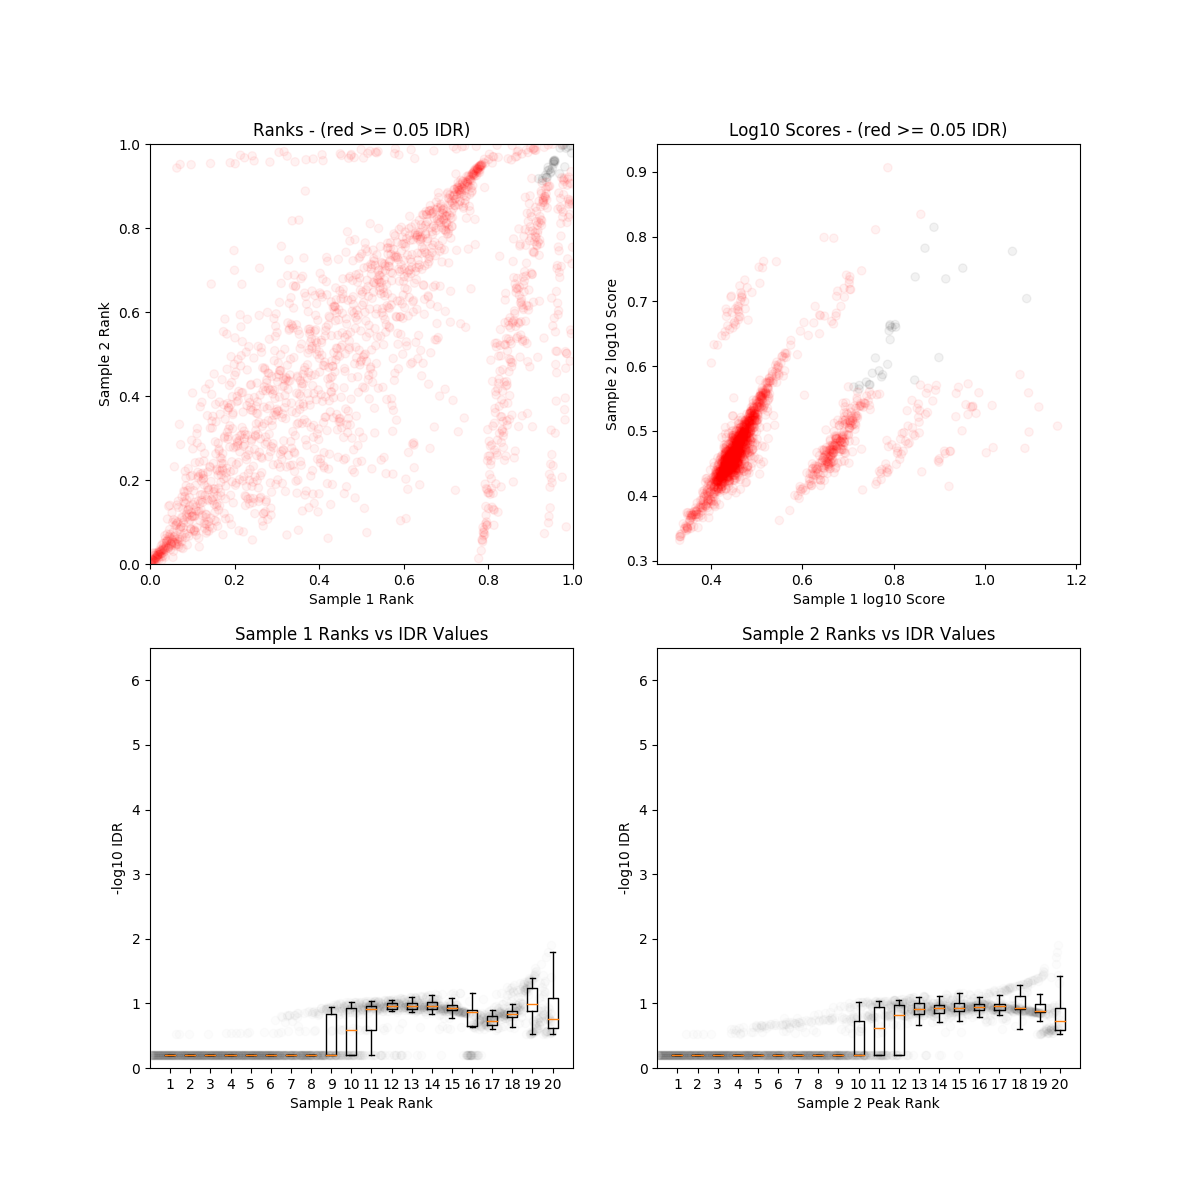 Ranks - (red >= 0.05 IDR)
1.0
0.8
0.6
0.4
0.2
0.0
Sample 2 Rank
0.0 0.2 0.4 0.6 0.8 1.0
Sample 1 Rank
Log10 Scores - (red >= 0.05 IDR)
0.9
0.8
0.7
0.6
0.5
0.4
0.3
Sample 2 log10 Score
0.4 0.6 0.8 1.0 1.2
Sample 1 log10 Score
Sample 1 Ranks vs IDR Values
6
5
4
3
2
1
0
-log10 IDR
1 2 3 4 5 6 7 8 9 10 11 12 13 14 15 16 17 18 19 20
Sample 1 Peak Rank
Sample 2 Ranks vs IDR Values
6
5
4
3
2
1
0
-log10 IDR
1 2 3 4 5 6 7 8 9 10 11 12 13 14 15 16 17 18 19 20
Sample 2 Peak Rank